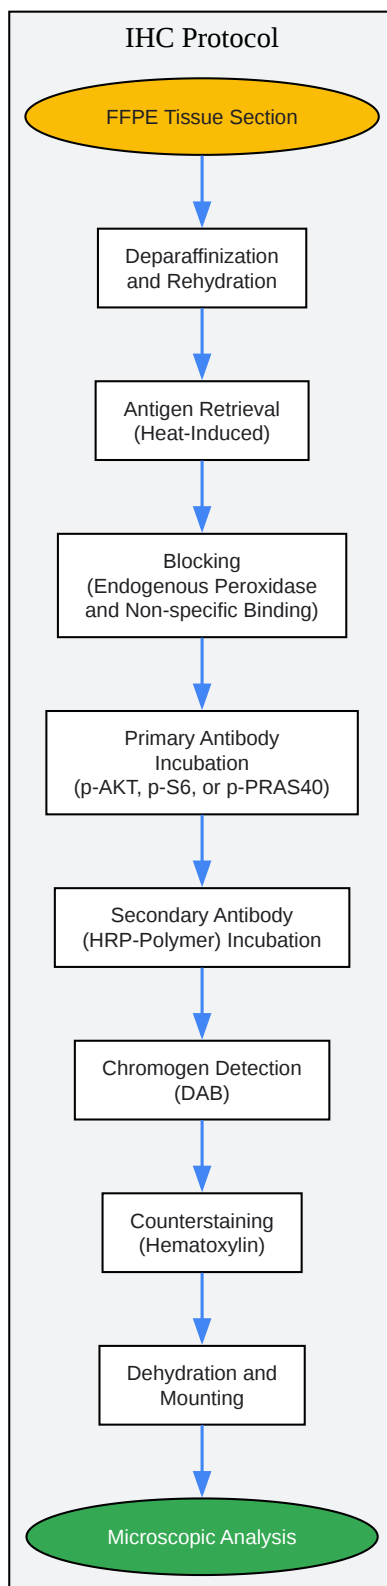 IHC Protocol
FFPE Tissue Section
Deparaffinization
and Rehydration
Antigen Retrieval
(Heat-Induced)
Blocking
(Endogenous Peroxidase
and Non-specific Binding)
Primary Antibody
Incubation
(p-AKT, p-S6, or p-PRAS40)
Secondary Antibody
(HRP-Polymer) Incubation
Chromogen Detection
(DAB)
Counterstaining
(Hematoxylin)
Dehydration and
Mounting
Microscopic Analysis